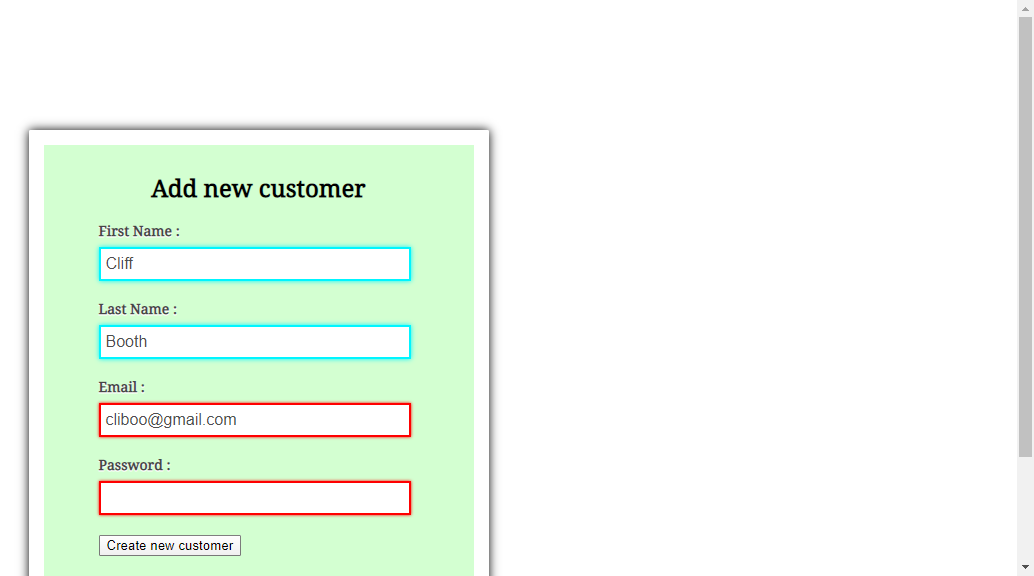 Add new customer
First Name :
Cliff
Last Name :
Booth
Email :
cliboo@gmail.com
Password :
Create new customer